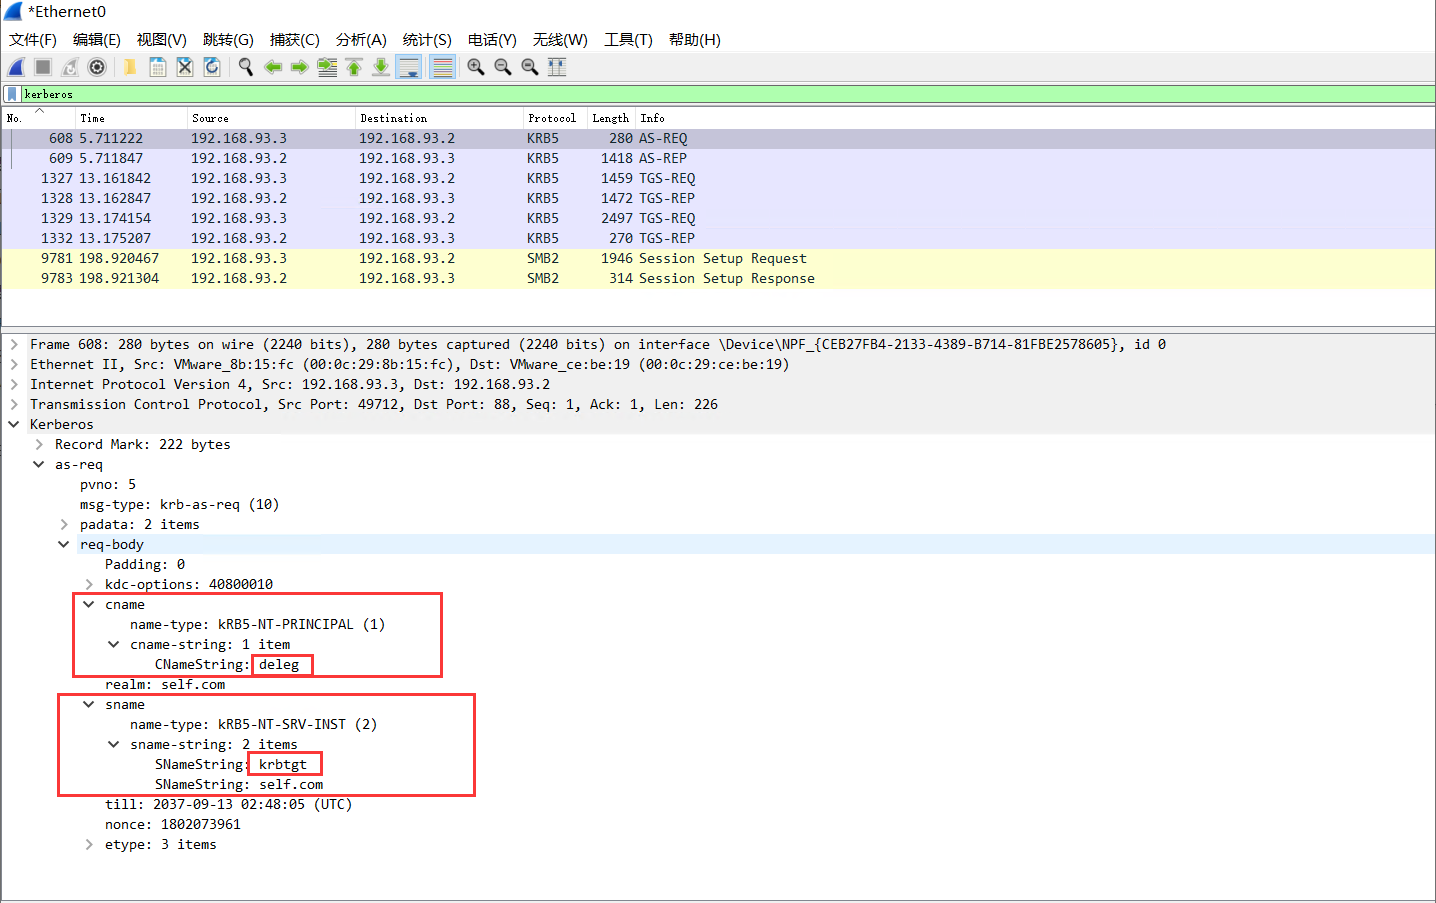 *Ethernet0
文件(F) 编辑(E) 视图(V) 跳转(G) 捕获(C) 分析(A) 统计(S) 电话(Y) 无线(W) 工具(T) 帮助(H)
kerberos
No. Time Source Destination Protocol Length Info
608 5.711222 192.168.93.3 192.168.93.2 KRB5 280 AS-REQ
609 5.711847 192.168.93.2 192.168.93.3 KRB5 1418 AS-REP
1327 13.161842 192.168.93.3 192.168.93.2 KRB5 1459 TGS-REQ
1328 13.162847 192.168.93.2 192.168.93.3 KRB5 1472 TGS-REP
1329 13.174154 192.168.93.3 192.168.93.2 KRB5 2497 TGS-REQ
1332 13.175207 192.168.93.2 192.168.93.3 KRB5 270 TGS-REP
9781 198.920467 192.168.93.3 192.168.93.2 SMB2 1946 Session Setup Request
9783 198.921304 192.168.93.2 192.168.93.3 SMB2 314 Session Setup Response
Frame 608: 280 bytes on wire (2240 bits), 280 bytes captured (2240 bits) on interface \Device\NPF_{CEB27FB4-2133-4389-B714-81FBE2578605}, id 0
Ethernet II, Src: VMware_8b:15:fc (00:0c:29:8b:15:fc), Dst: VMware_ce:be:19 (00:0c:29:ce:be:19)
Internet Protocol Version 4, Src: 192.168.93.3, Dst: 192.168.93.2
Transmission Control Protocol, Src Port: 49712, Dst Port: 88, Seq: 1, Ack: 1, Len: 226
Kerberos
Record Mark: 222 bytes
as-req
pvno: 5
msg-type: krb-as-req (10)
padata: 2 items
req-body
Padding: 0
kdc-options: 40800010
cname
name-type: kRB5-NT-PRINCIPAL (1)
cname-string: 1 item
CNameString: deleg
realm: self.com
sname
name-type: kRB5-NT-SRV-INST (2)
sname-string: 2 items
SNameString: krbtgt
SNameString: self.com
till: 2037-09-13 02:48:05 (UTC)
nonce: 1802073961
etype: 3 items